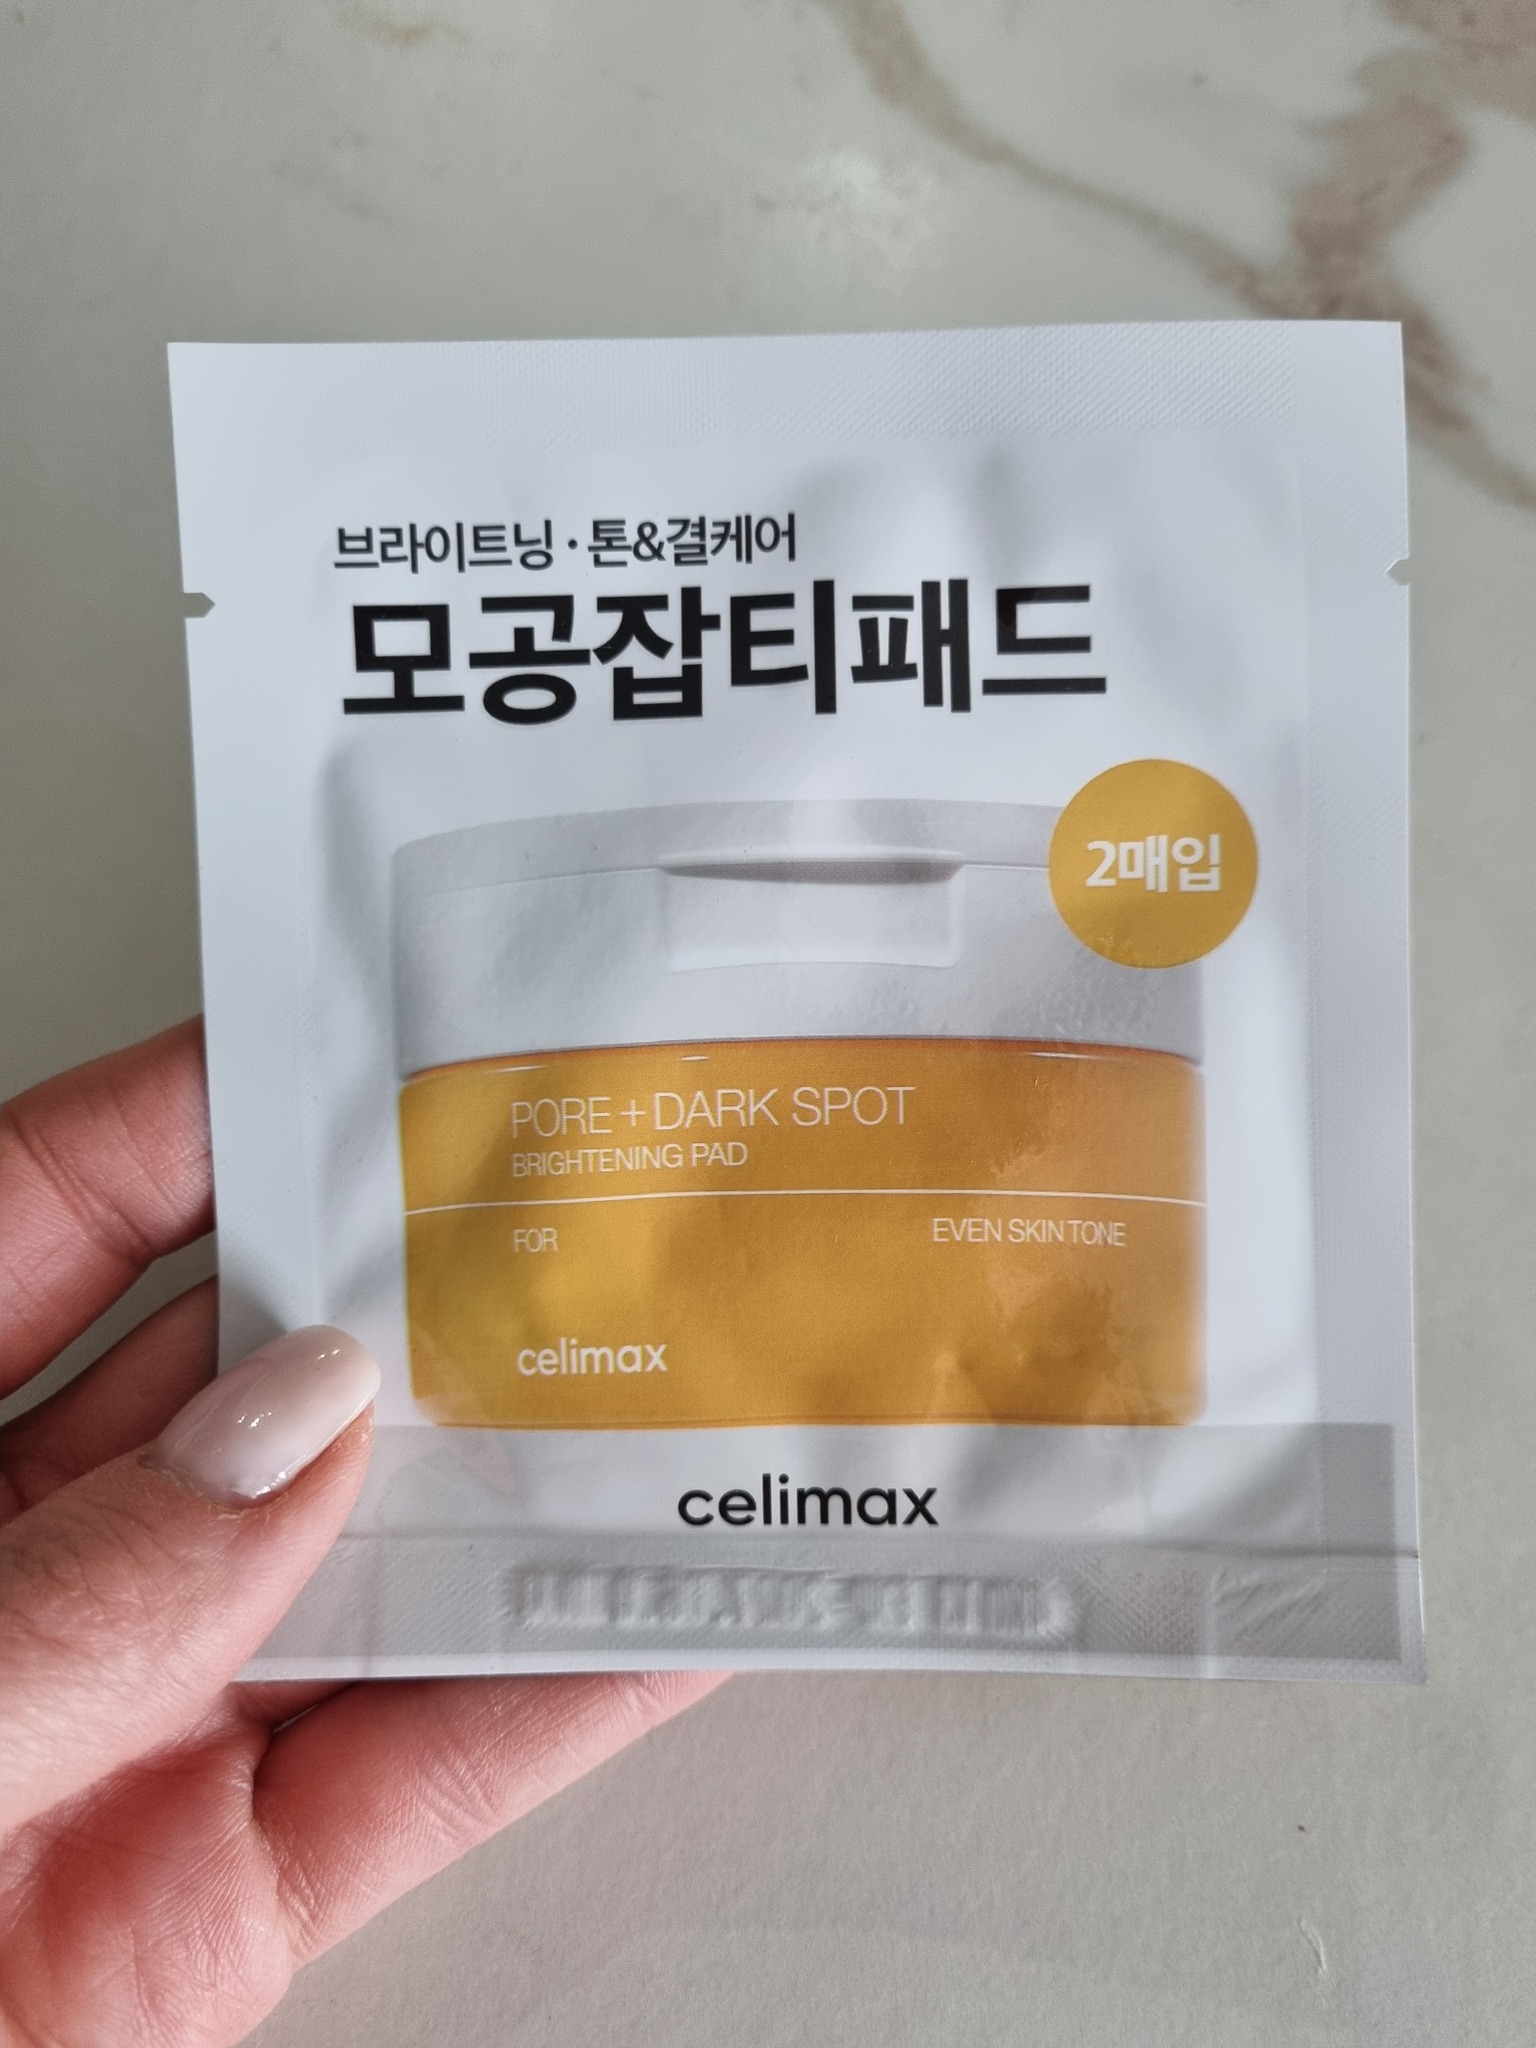 브라이트닝·톤&결케어
모공잡티패드
2매입
PORE + DARK SPOT
BRIGHTENING PAD
FOR
EVEN SKIN TONE
celimax
celimax